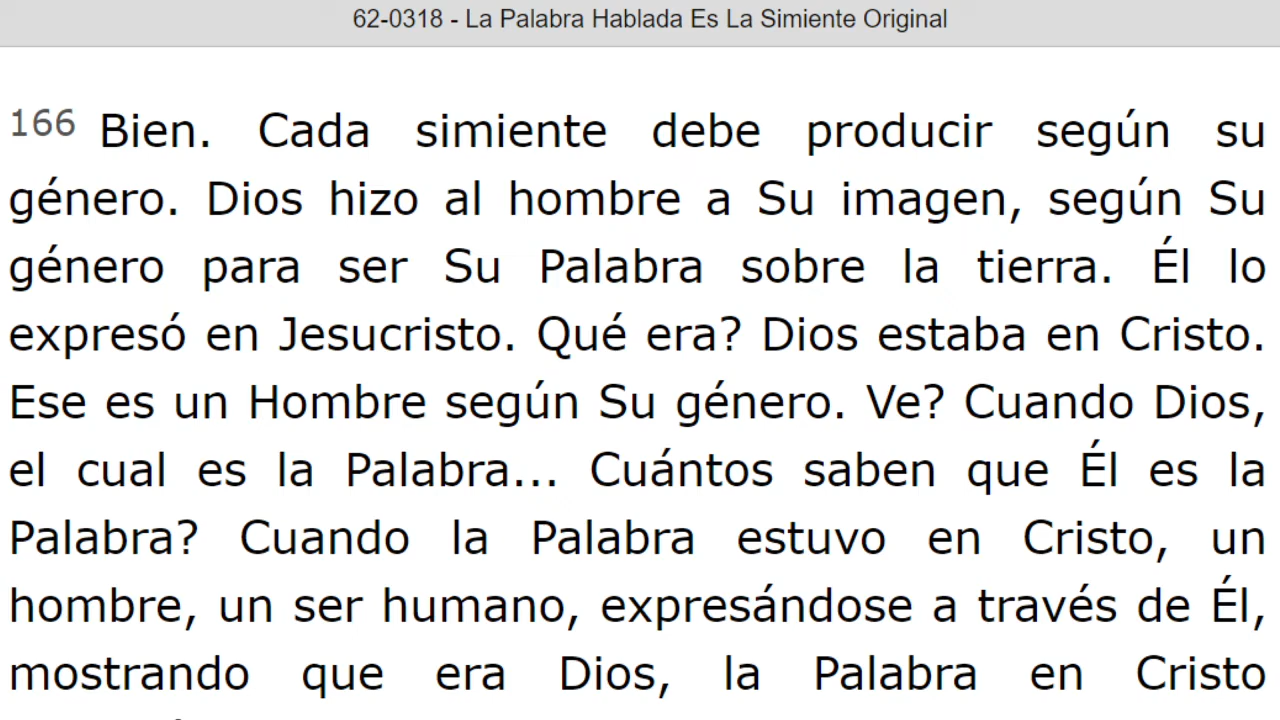 62-0318 - La Palabra Hablada Es La Simiente Original
166 Bien. Cada simiente debe producir según su
género. Dios hizo al hombre a Su imagen, según Su
género para ser Su Palabra sobre la tierra. Él lo
expresó en Jesucristo. Qué era? Dios estaba en Cristo.
Ese es un Hombre según Su género. Ve? Cuando Dios,
el cual es la Palabra... Cuántos saben que Él es la
Palabra? Cuando la Palabra estuvo en Cristo, un
hombre, un ser humano, expresándose a través de Él,
mostrando que era Dios, la Palabra en Cristo